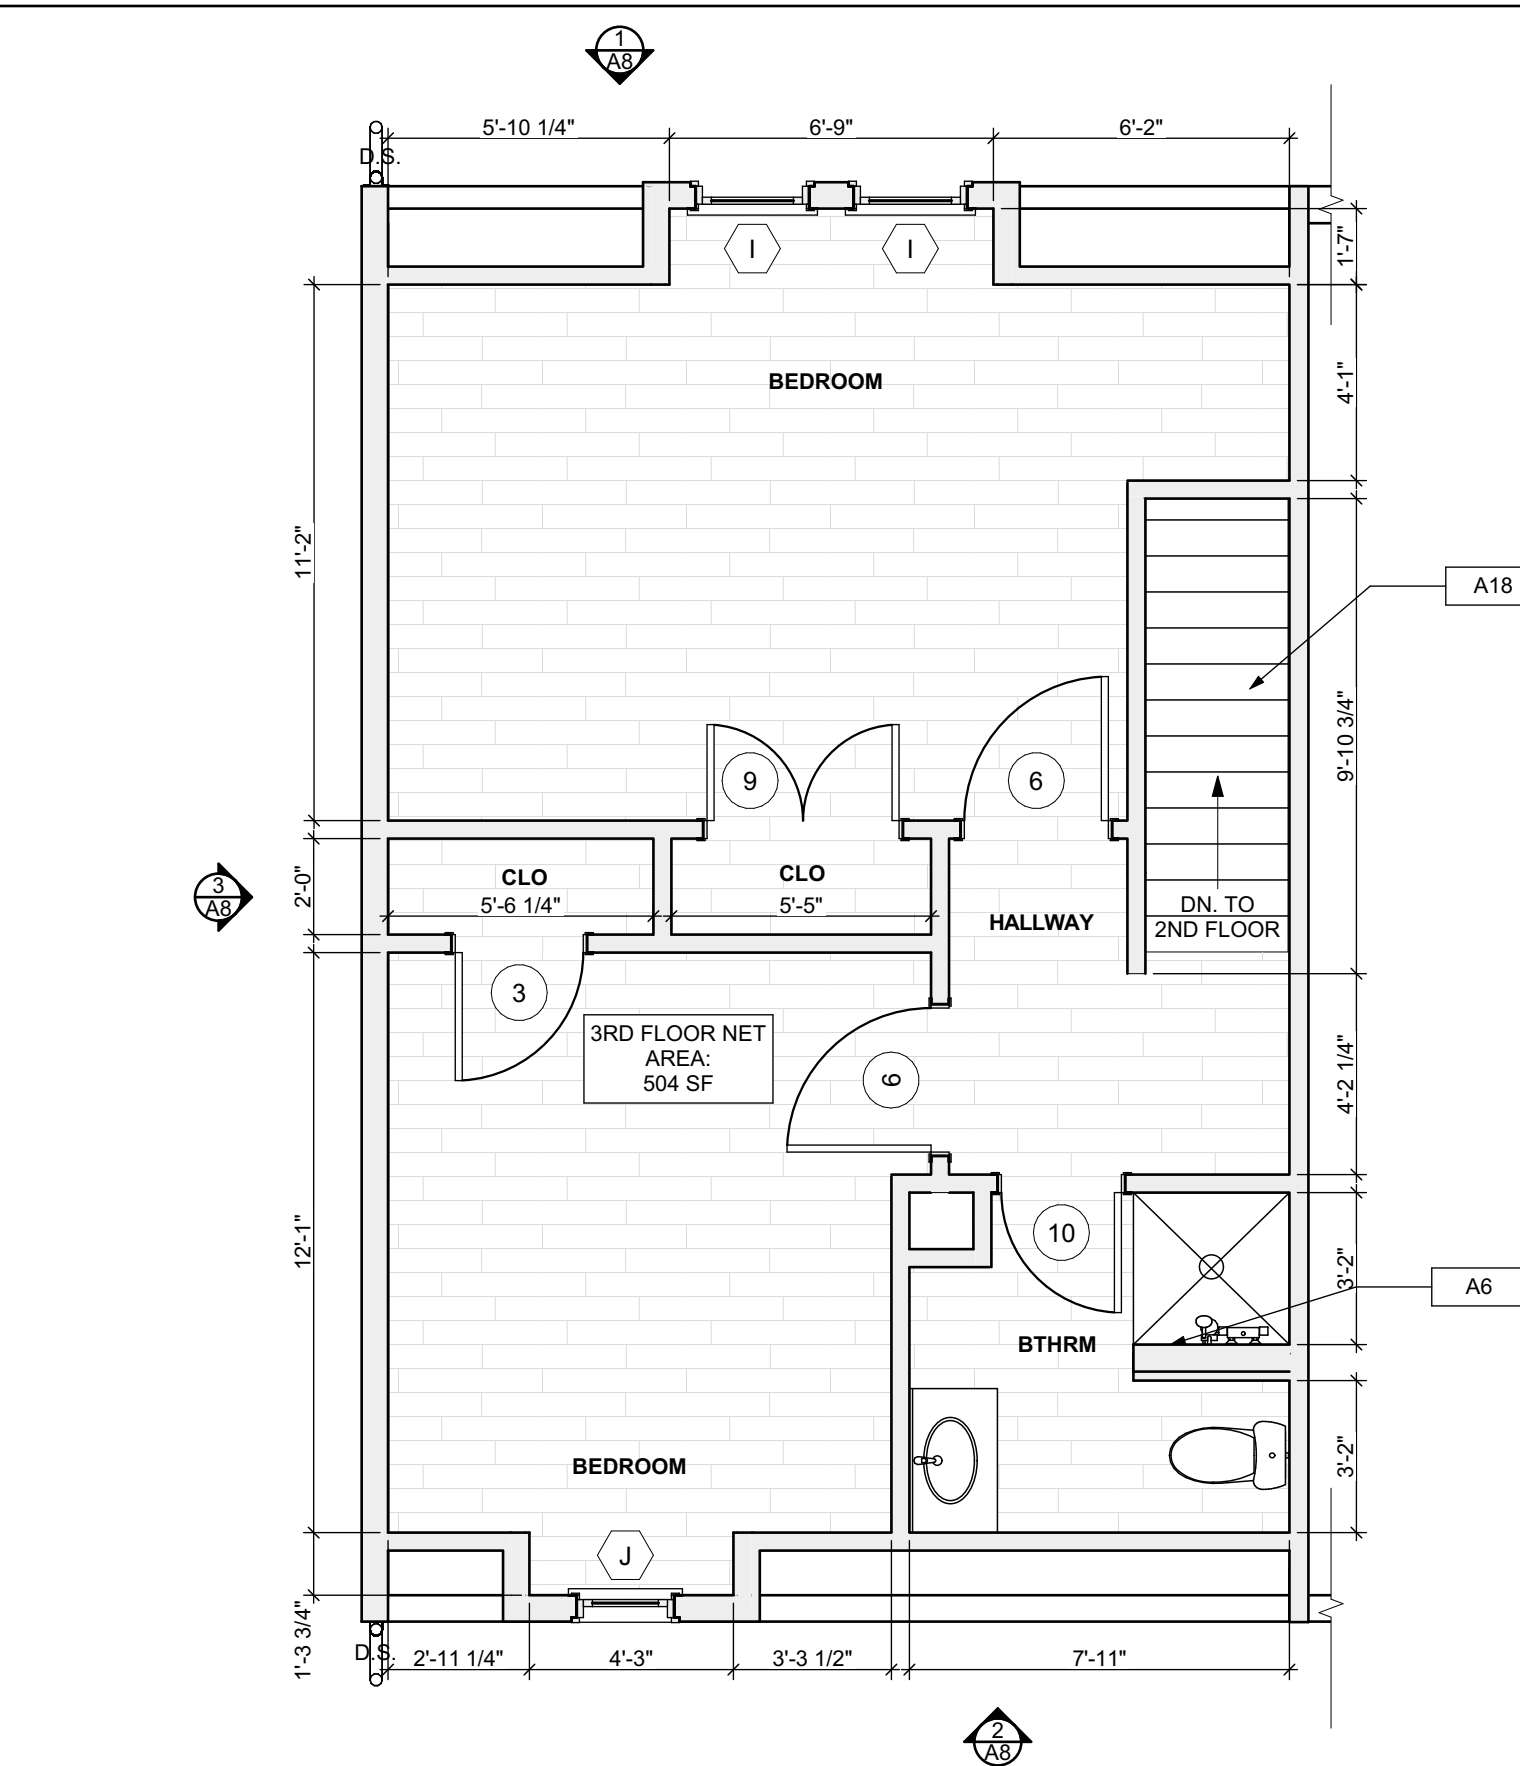 1
A8
5'-10 1/4"
6'-9"
6'-2"
D.S.
I
I
1'-7"
BEDROOM
4'-1"
11'-2"
A18
9'-10 3/4"
9
6
3
A8
2'-0"
CLO
5'-6 1/4"
CLO
5'-5"
HALLWAY
DN. TO
2ND FLOOR
3
3RD FLOOR NET
AREA:
504 SF
6
4'-2 1/4"
12'-1"
10
3'-2"
A6
BTHRM
BEDROOM
3'-2"
J
1'-3 3/4"
D.S.
2'-11 1/4"
4'-3"
3'-3 1/2"
7'-11"
2
A8